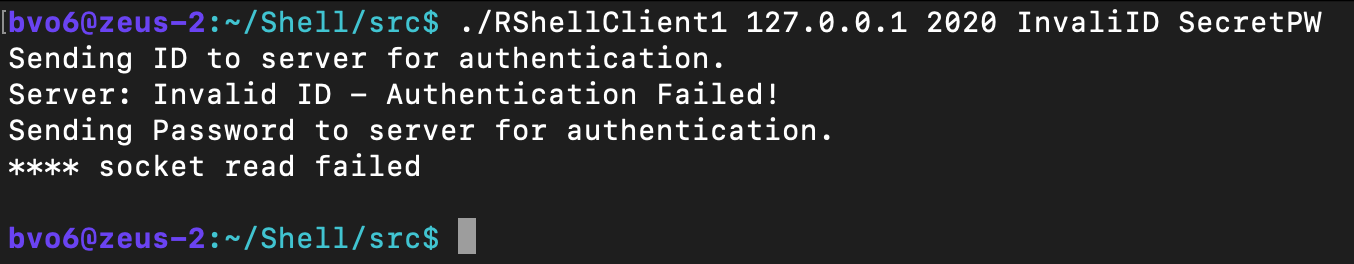 [bvo6@zeus-2:~/Shell/src$ ./RShellClient1 127.0.0.1 2020 InvaliID SecretPW
Sending ID to server for authentication.
Server: Invalid ID – Authentication Failed!
Sending Password to server for authentication.
**** socket read failed
bvo6@zeus-2:~/Shell/src$